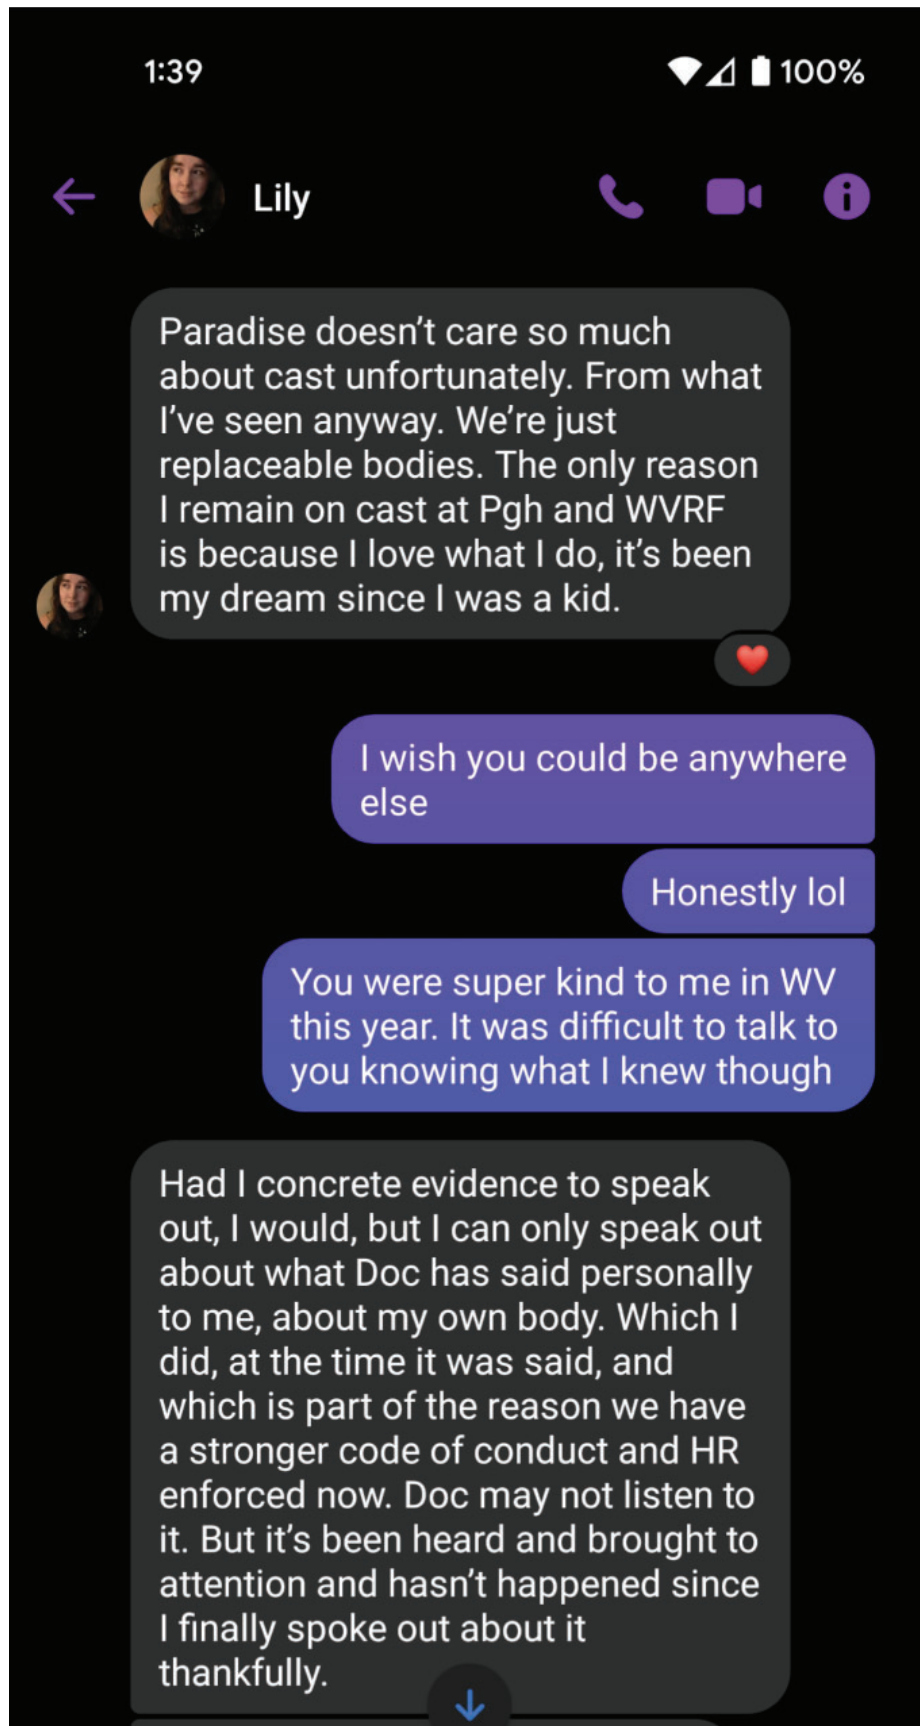 1:39
100%
Lily
Paradise doesn't care so much
about cast unfortunately. From what
I've seen anyway. We're just
replaceable bodies. The only reason
I remain on cast at Pgh and WVRF
is because I love what I do, it's been
my dream since I was a kid.
I wish you could be anywhere
else
Honestly lol
You were super kind to me in WV
this year. It was difficult to talk to
you knowing what I knew though
Had I concrete evidence to speak
out, I would, but I can only speak out
about what Doc has said personally
to me, about my own body. Which I
did, at the time it was said, and
which is part of the reason we have
a stronger code of conduct and HR
enforced now. Doc may not listen to
it. But it's been heard and brought to
attention and hasn't happened since
I finally spoke out about it
thankfully.